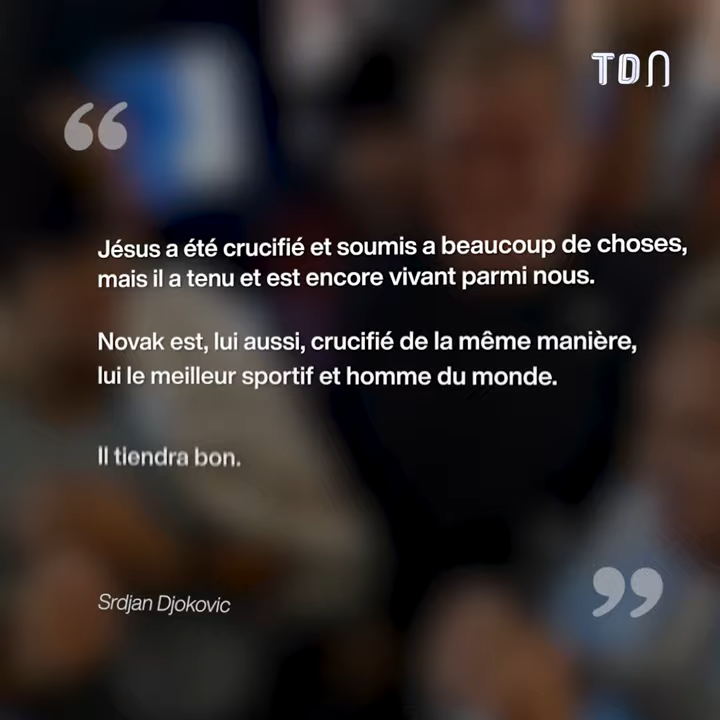 TDN
“
Jésus a été crucifié et soumis a beaucoup de choses,
mais il a tenu et est encore vivant parmi nous.
Novak est, lui aussi, crucifié de la même manière,
lui le meilleur sportif et homme du monde.
Il tiendra bon.
Srdjan Djokovic
”